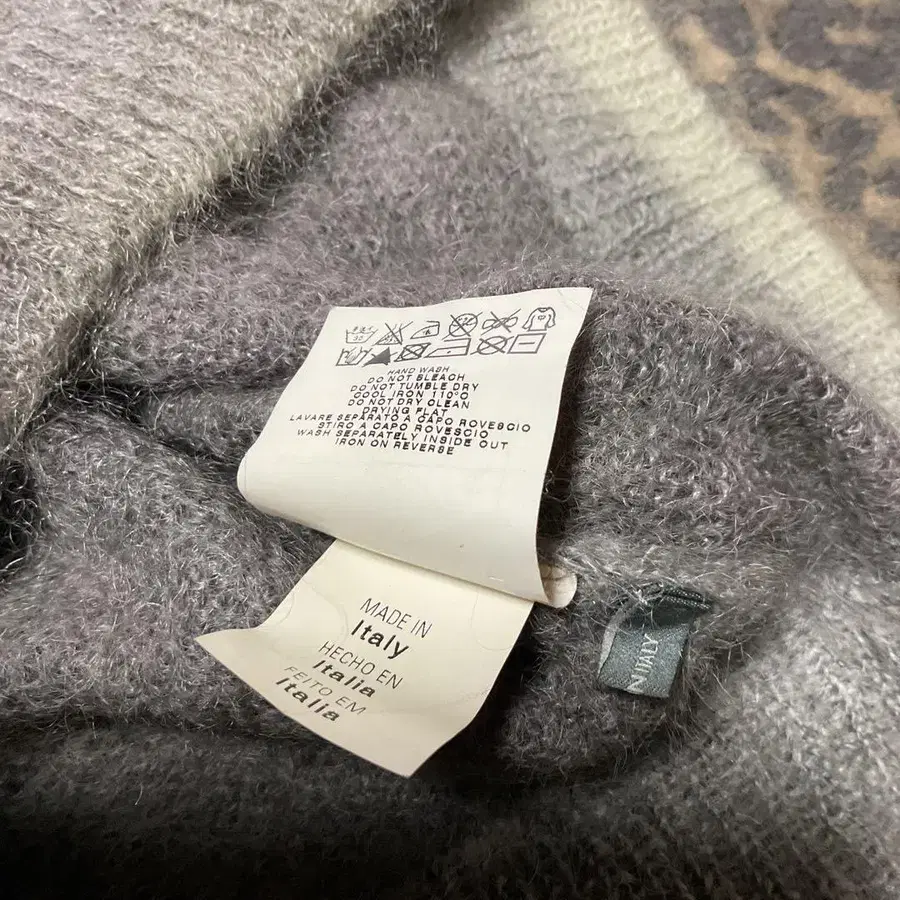 HAND WASH
DO NOT BLEACH
DO NOT TUMBLE DRY
COOL IRON 110°C
DO NOT DRY CLEAN
DRYING FLAT
LAVARE SEPARATO A CAPO ROVESCIO
STIRO A CAPO ROVESCIO
WASH SEPARATELY INSIDE OUT
IRON ON REVERSE
MADE IN
Italy
HECHO EN
Italia
FEITO EM
Italia
N ITALY